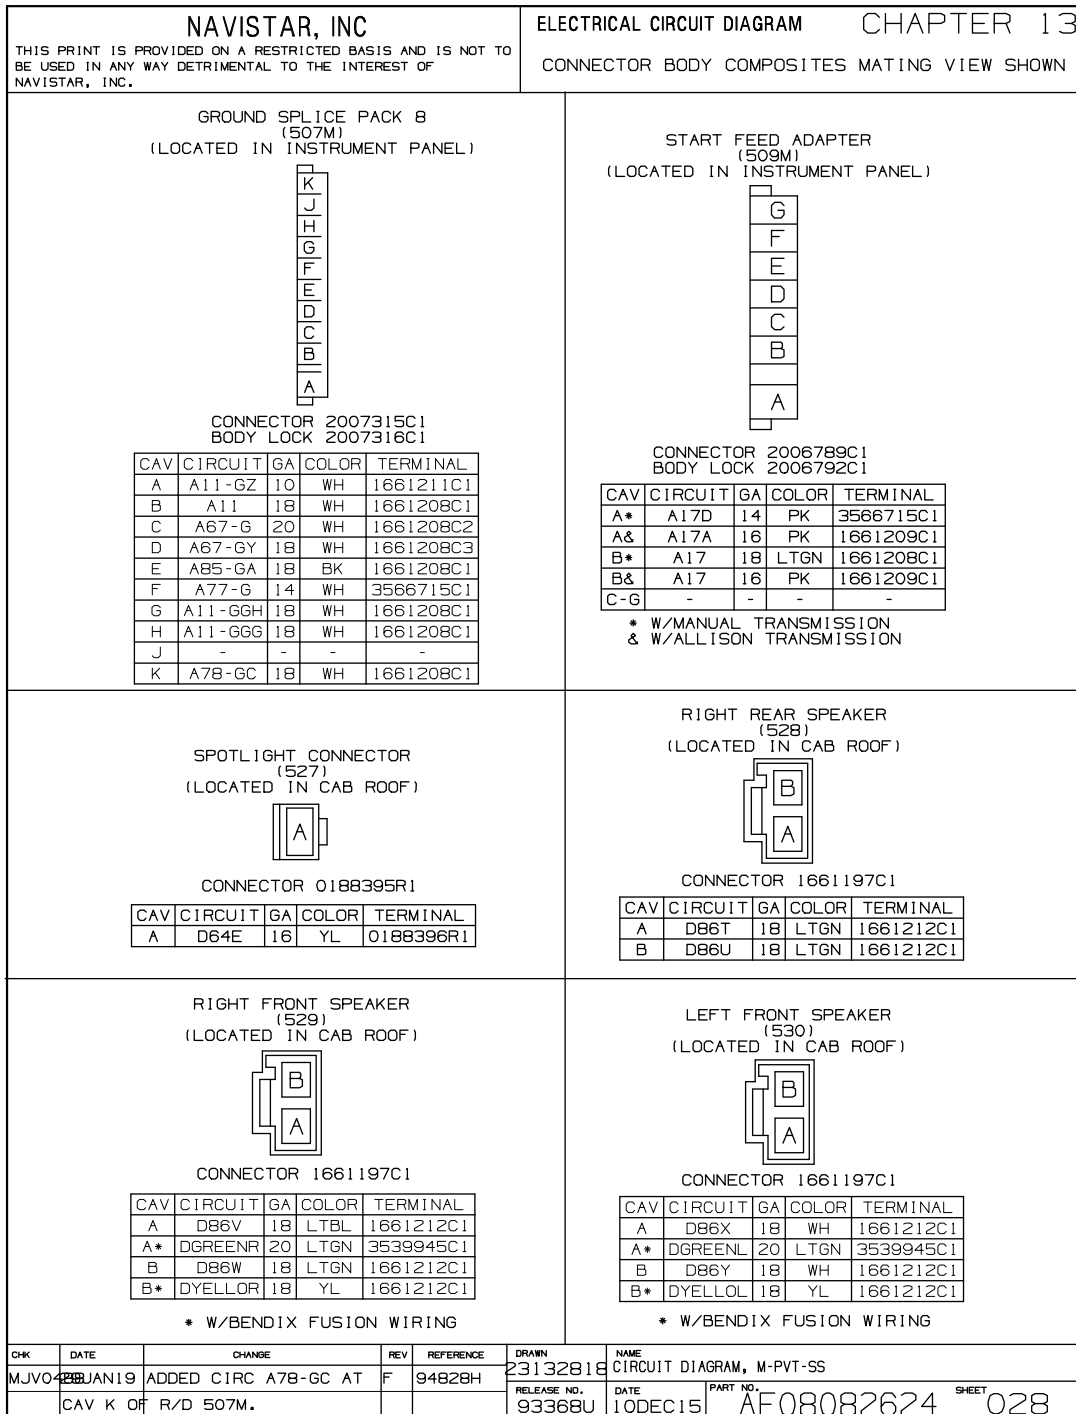 NAVISTAR, INC
THIS PRINT IS PROVIDED ON A RESTRICTED BASIS AND IS NOT TO
BE USED IN ANY WAY DETRIMENTAL TO THE INTEREST OF
NAVISTAR, INC.
ELECTRICAL CIRCUIT DIAGRAM CHAPTER 13
CONNECTOR BODY COMPOSITES MATING VIEW SHOWN
GROUND SPLICE PACK 8
(507M)
(LOCATED IN INSTRUMENT PANEL)
K
J
H
G
F
E
D
C
B
A
CONNECTOR 2007315C1
BODY LOCK 2007316C1
CAV CIRCUIT GA COLOR TERMINAL
A A11-GZ 10 WH 1661211C1
B A11 18 WH 1661208C1
C A67-G 20 WH 1661208C2
D A67-GY 18 WH 1661208C3
E A85-GA 18 BK 1661208C1
F A77-G 14 WH 3566715C1
G A11-GGH 18 WH 1661208C1
H A11-GGG 18 WH 1661208C1
J - - - -
K A78-GC 18 WH 1661208C1
START FEED ADAPTER
(509M)
(LOCATED IN INSTRUMENT PANEL)
G
F
E
D
C
B
A
CONNECTOR 2006789C1
BODY LOCK 2006792C1
CAV CIRCUIT GA COLOR TERMINAL
A* A17D 14 PK 3566715C1
A& A17A 16 PK 1661209C1
B* A17 18 LTGN 1661208C1
B& A17 16 PK 1661209C1
C-G - - - -
* W/MANUAL TRANSMISSION
& W/ALLISON TRANSMISSION
SPOTLIGHT CONNECTOR
(527)
(LOCATED IN CAB ROOF)
A
CONNECTOR 0188395R1
CAV CIRCUIT GA COLOR TERMINAL
A D64E 16 YL 0188396R1
RIGHT REAR SPEAKER
(528)
(LOCATED IN CAB ROOF)
B
A
CONNECTOR 1661197C1
CAV CIRCUIT GA COLOR TERMINAL
A D86T 18 LTGN 1661212C1
B D86U 18 LTGN 1661212C1
RIGHT FRONT SPEAKER
(529)
(LOCATED IN CAB ROOF)
B
A
CONNECTOR 1661197C1
CAV CIRCUIT GA COLOR TERMINAL
A D86V 18 LTBL 1661212C1
A* DGREENR 20 LTGN 3539945C1
B D86W 18 LTGN 1661212C1
B* DYELLOR 18 YL 1661212C1
* W/BENDIX FUSION WIRING
LEFT FRONT SPEAKER
(530)
(LOCATED IN CAB ROOF)
B
A
CONNECTOR 1661197C1
CAV CIRCUIT GA COLOR TERMINAL
A D86X 18 WH 1661212C1
A* DGREENL 20 LTGN 3539945C1
B D86Y 18 WH 1661212C1
B* DYELLOL 18 YL 1661212C1
* W/BENDIX FUSION WIRING
CHK DATE CHANGE REV REFERENCE
ADDED CIRC A78-GC AT F 94828H
CAV K OF R/D 507M.
DRAWN
23132818
NAME
CIRCUIT DIAGRAM, M-PVT-SS
RELEASE NO.
93368U
DATE
10DEC15
PART NO.
AF08082674
SHEET
028